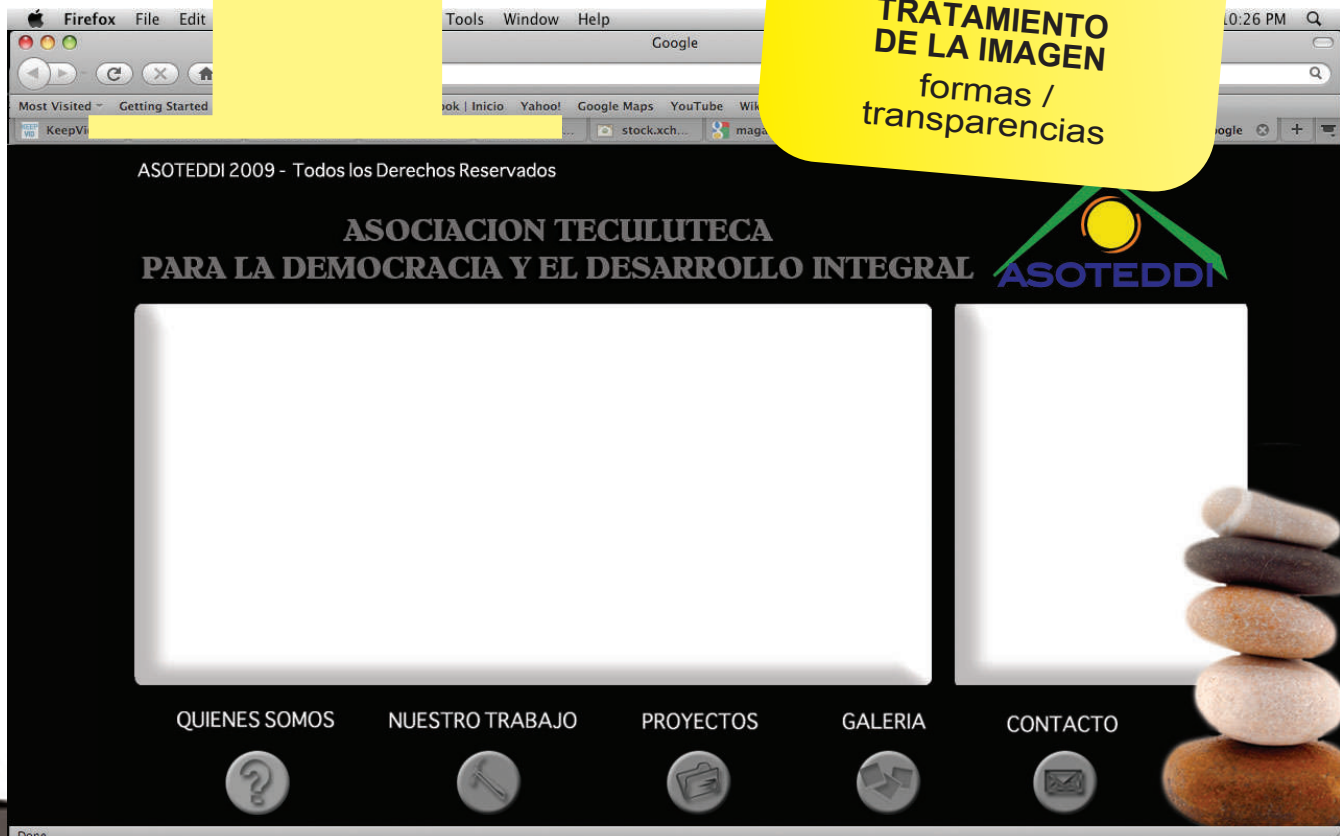 Firefox File Edit Tools Window Help
10:26 PM
Google
Most Visited Getting Started
Inicio Yahoo! Google Maps YouTube
stock.xch...
TRATAMIENTO
DE LA IMAGEN
formas /
transparencias
ASOTEDDI 2009 - Todos los Derechos Reservados
ASOCIACION TECULUTECA
PARA LA DEMOCRACIA Y EL DESARROLLO INTEGRAL
ASOTEDDI
QUIENES SOMOS NUESTRO TRABAJO PROYECTOS GALERIA CONTACTO
Done